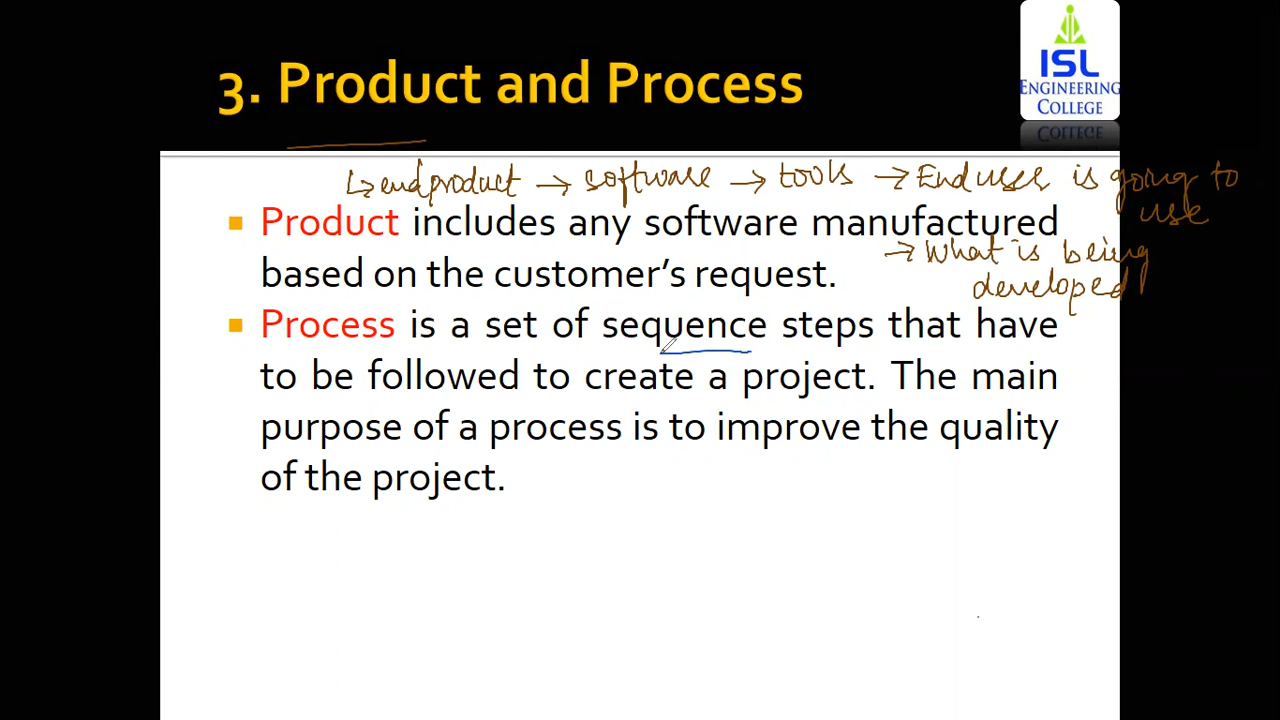 3. Product and Process
ISL
ENGINEERING
COLLEGE
↳ end product → software → tools → End user is going to
use
Product includes any software manufactured
→ What is being
based on the customer's request.
developed
Process is a set of sequence steps that have
to be followed to create a project. The main
purpose of a process is to improve the quality
of the project.